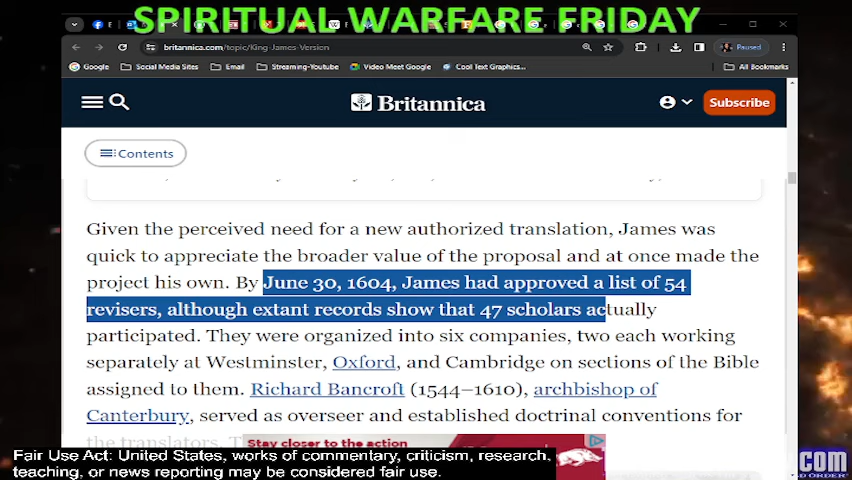 SPIRITUAL WARFARE FRIDAY
britannica.com/topic/King-James-Version
Paused
Google
Social Media Sites
Email
Streaming-Youtube
Video Meet Google
Cool Text Graphics...
All Bookmarks
Britannica
Subscribe
Contents
Given the perceived need for a new authorized translation, James was
quick to appreciate the broader value of the proposal and at once made the
project his own. By June 30, 1604, James had approved a list of 54
revisers, although extant records show that 47 scholars actually
participated. They were organized into six companies, two each working
separately at Westminster, Oxford, and Cambridge on sections of the Bible
assigned to them. Richard Bancroft (1544–1610), archbishop of
Canterbury, served as overseer and established doctrinal conventions for
the translators. T
Stay closer to the action
Fair Use Act: United States, works of commentary, criticism, research,
teaching, or news reporting may be considered fair use.
.com